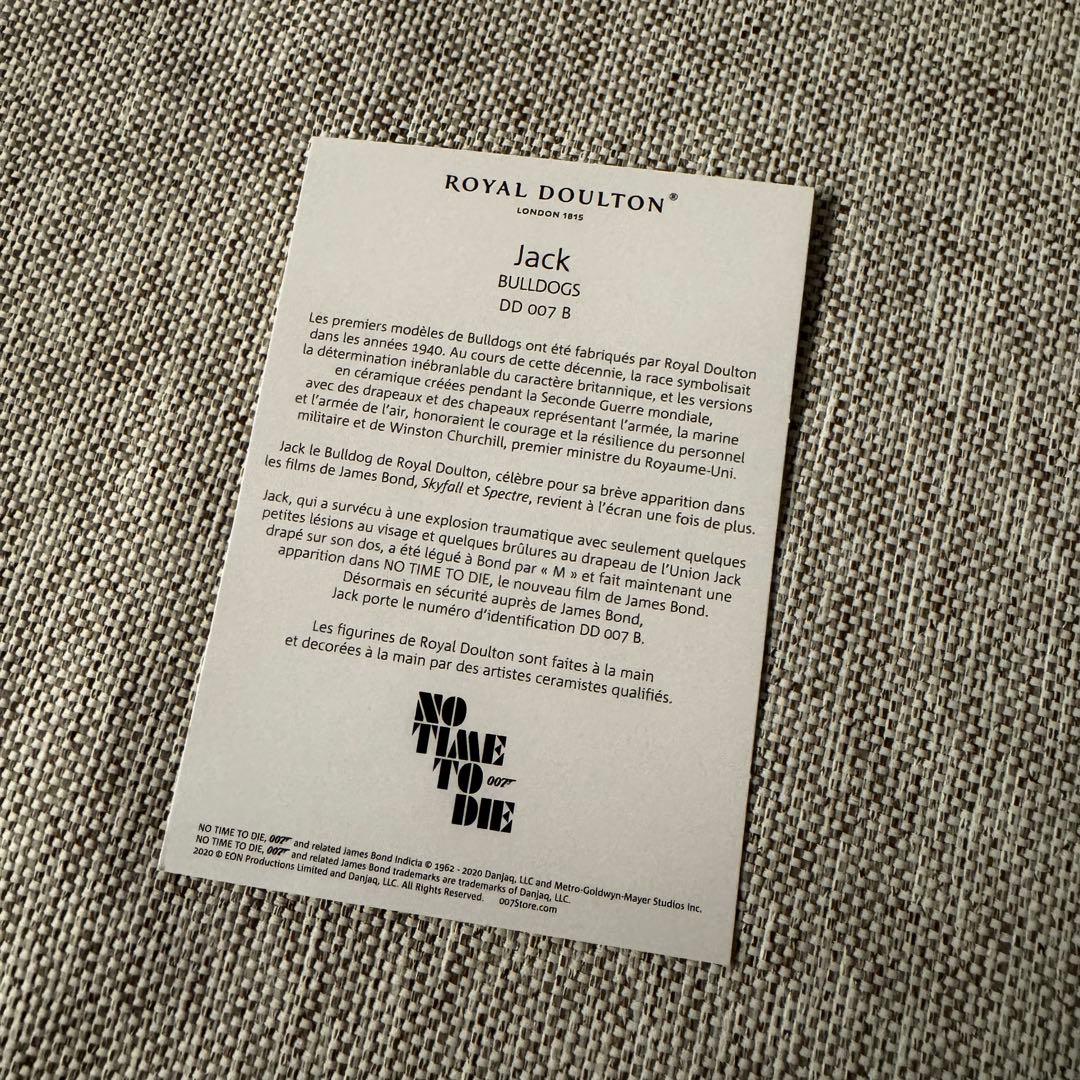 ROYAL DOULTON®
LONDON 1815
Jack
BULLDOGS
DD 007 B
Les premiers modèles de Bulldogs ont été fabriqués par Royal Doulton
dans les années 1940. Au cours de cette décennie, la race symbolisait
la détermination inébranlable du caractère britannique, et les versions
en céramique créées pendant la Seconde Guerre mondiale,
avec des drapeaux et des chapeaux représentant l'armée, la marine
et l'armée de l'air, honoraient le courage et la résilience du personnel
militaire et de Winston Churchill, premier ministre du Royaume-Uni.
Jack le Bulldog de Royal Doulton, célèbre pour sa brève apparition dans
les films de James Bond, Skyfall et Spectre, revient à l'écran une fois de plus.
Jack, qui a survécu à une explosion traumatique avec seulement quelques
petites lésions au visage et quelques brûlures au drapeau de l'Union Jack
drapé sur son dos, a été légué à Bond par « M » et fait maintenant une
apparition dans NO TIME TO DIE, le nouveau film de James Bond.
Désormais en sécurité auprès de James Bond,
Jack porte le numéro d'identification DD 007 B.
Les figurines de Royal Doulton sont faites à la main
et decorées à la main par des artistes ceramistes qualifiés.
NO
TIME
TO 007
DIE
NO TIME TO DIE, 007 and related James Bond Indicia © 1962 - 2020 Danjaq, LLC and Metro-Goldwyn-Mayer Studios Inc.
NO TIME TO DIE, 007 and related James Bond trademarks are trademarks of Danjaq, LLC.
2020 © EON Productions Limited and Danjaq, LLC. All Rights Reserved. 007Store.com